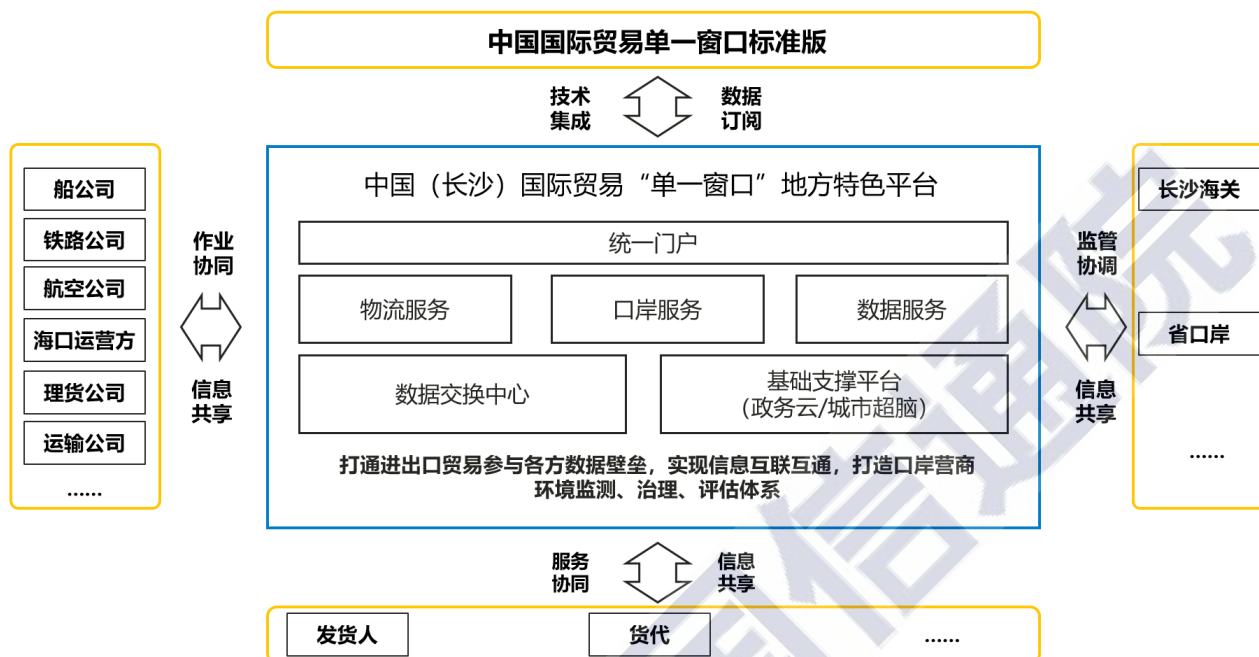 中国国际贸易单一窗口标准版
技术
集成
数据
订阅
船公司
铁路公司
航空公司
海口运营方
理货公司
运输公司
......
作业
协同
信息
共享
中国（长沙）国际贸易“单一窗口”地方特色平台
统一门户
物流服务
口岸服务
数据服务
数据交换中心
基础支撑平台
(政务云/城市超脑)
打通进出口贸易参与各方数据壁垒，实现信息互联互通，打造口岸营商
环境监测、治理、评估体系
监管
协调
信息
共享
长沙海关
省口岸
......
服务
协同
信息
共享
发货人
货代
......
国信通院